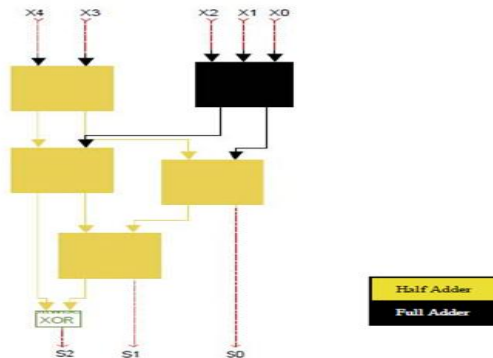 X4 X3 X2 X1 X0
XOR
S2 S1 S0
Half Adder
Full Adder